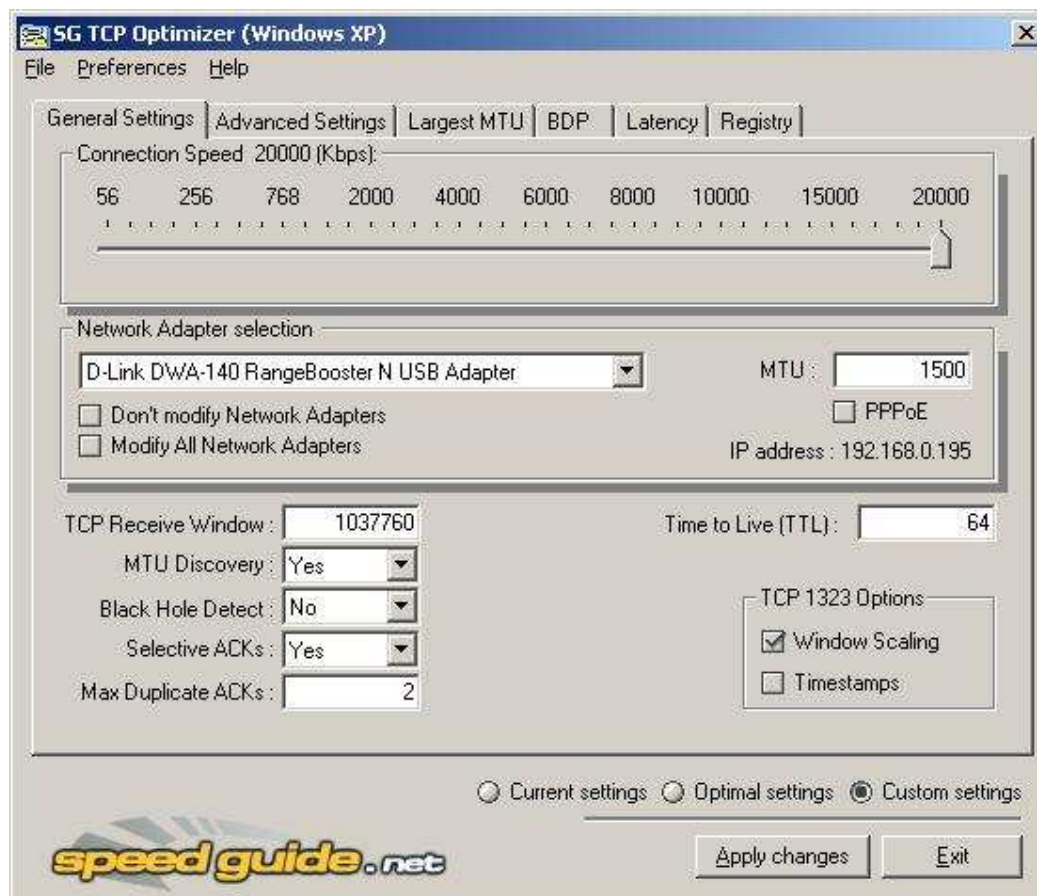 SG TCP Optimizer (Windows XP)
File Preferences Help
General Settings Advanced Settings Largest MTU BDP Latency Registry
Connection Speed 20000 (Kbps):
56 256 768 2000 4000 6000 8000 10000 15000 20000
Network Adapter selection
D-Link DWA-140 RangeBooster N USB Adapter MTU : 1500
Don't modify Network Adapters PPPoE
Modify All Network Adapters IP address : 192.168.0.195
TCP Receive Window : 1037760 Time to Live (TTL) : 64
MTU Discovery : Yes
Black Hole Detect : No TCP 1323 Options
Selective ACKs : Yes Window Scaling
Max Duplicate ACKs : 2 Timestamps
Current settings Optimal settings Custom settings
speedguide.net Apply changes Exit